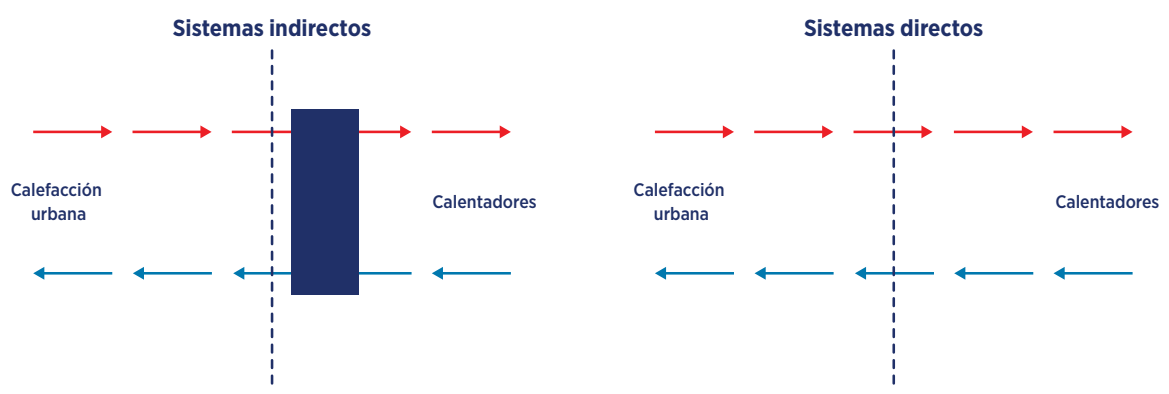 Sistemas indirectos
Calefacción
urbana
Calentadores
Sistemas directos
Calefacción
urbana
Calentadores